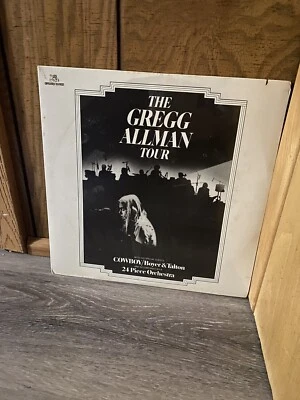 THE
GREGG
ALLMAN
TOUR
COWBOY/Boyer & Talton
24 Piece Orchestra